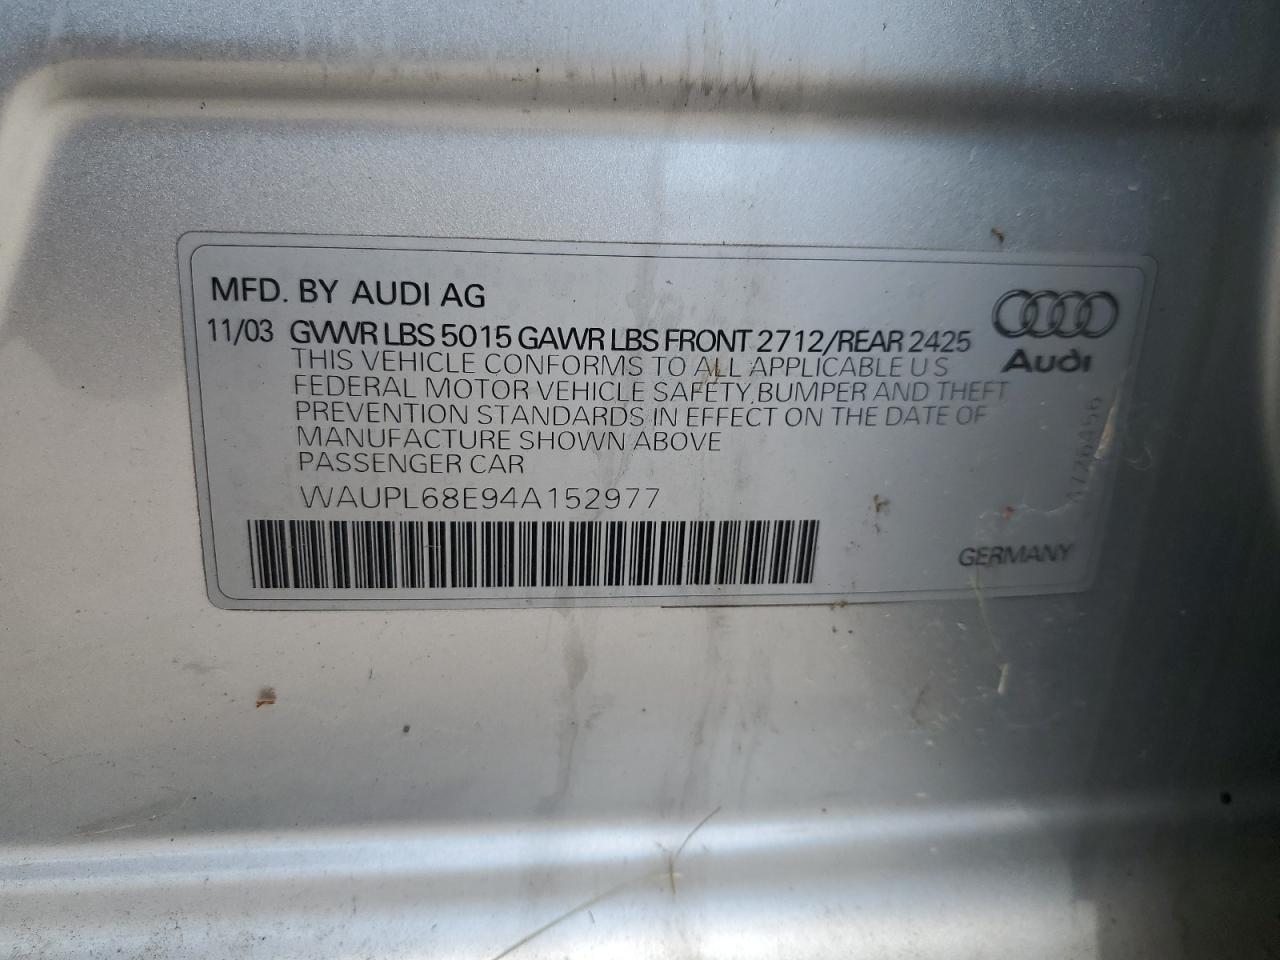 MFD. BY AUDI AG
11/03 GVWR LBS 5015 GAWR LBS FRONT 2712/REAR 2425
THIS VEHICLE CONFORMS TO ALL APPLICABLE U S
FEDERAL MOTOR VEHICLE SAFETY, BUMPER AND THEFT
PREVENTION STANDARDS IN EFFECT ON THE DATE OF
MANUFACTURE SHOWN ABOVE
PASSENGER CAR
WAUPL68E94A152977
Audi
GERMANY